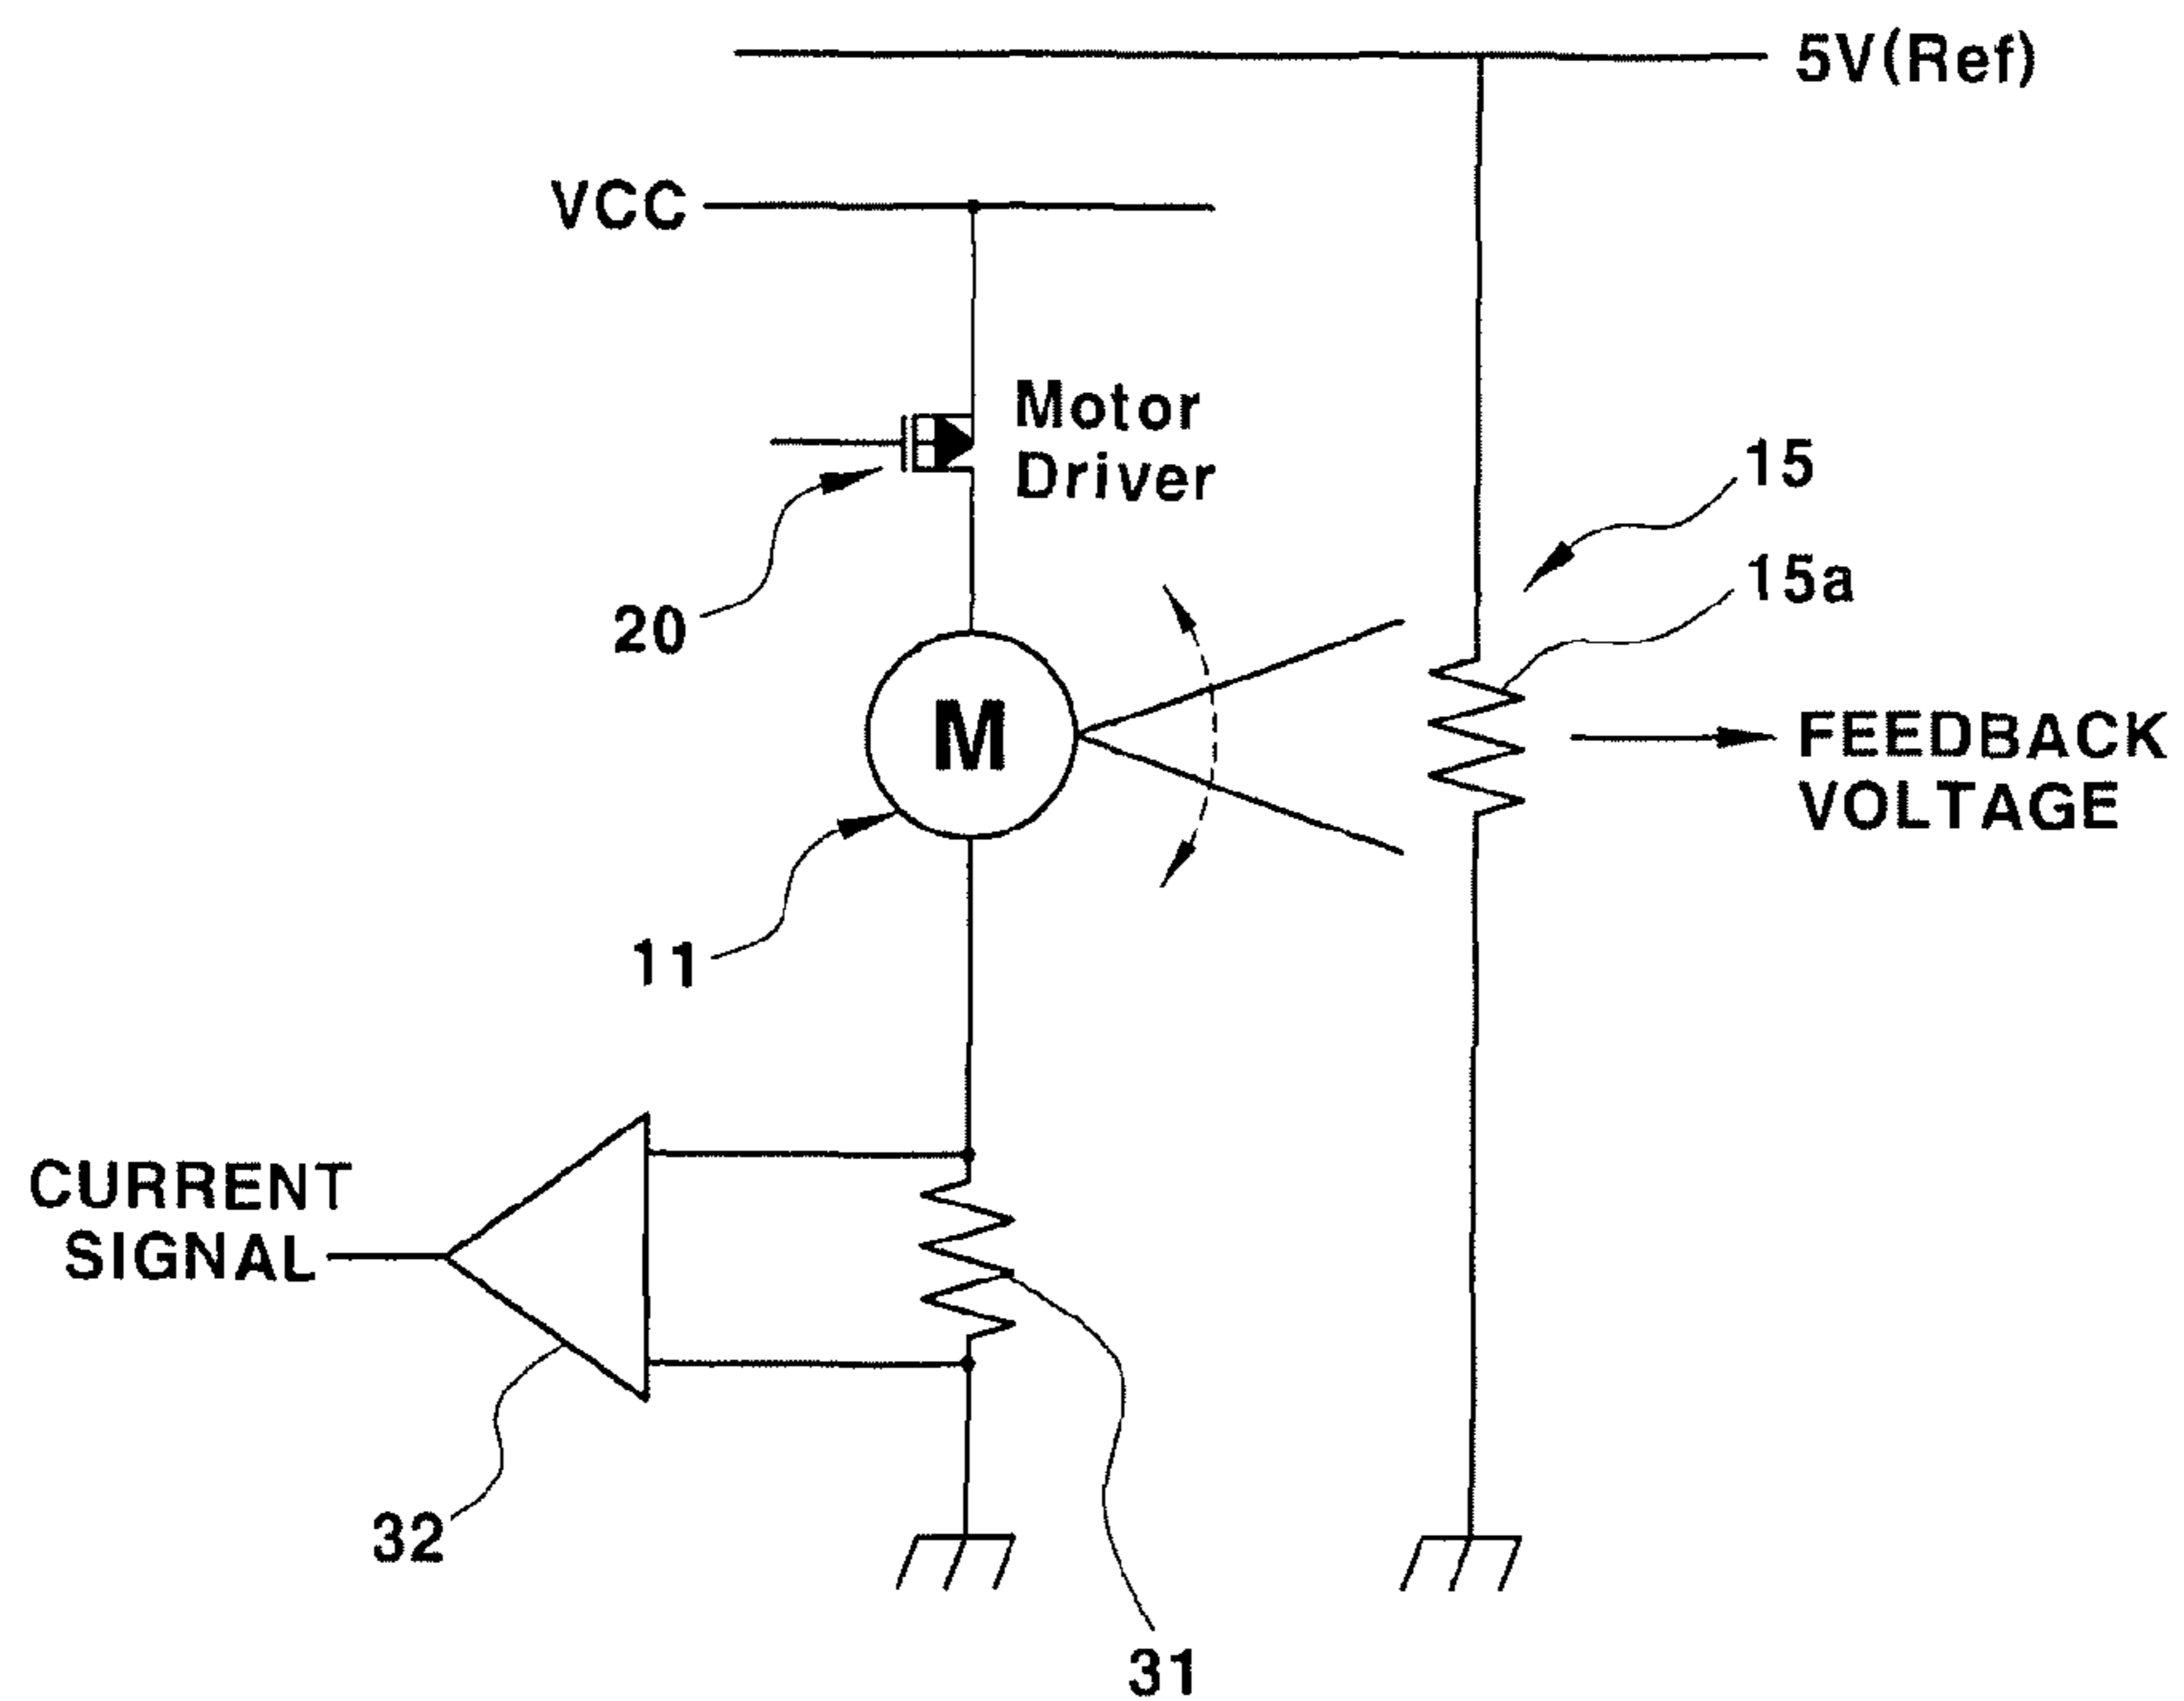 5V(Ref)
VCC
Motor
Driver
15
15a
20
M
FEEDBACK
VOLTAGE
11
CURRENT
SIGNAL
32
31